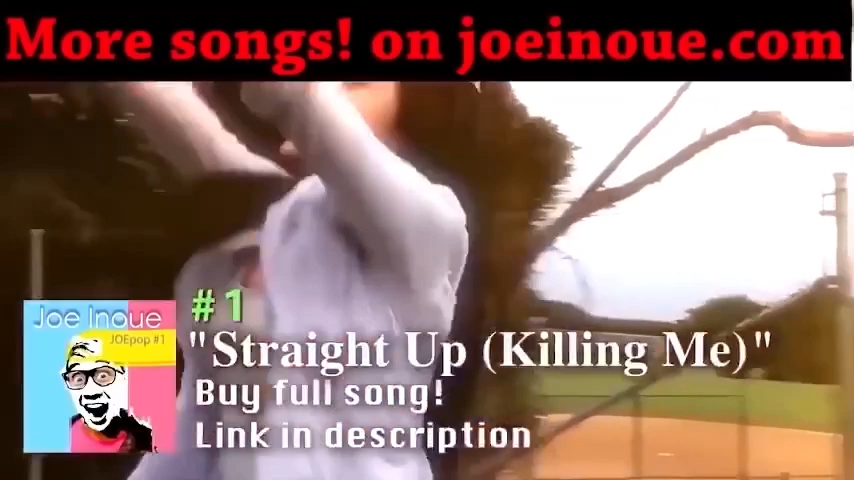 More songs! on joeinoue.com
Joe Inoue
JOEpop #1
#1
"Straight Up (Killing Me)"
Buy full song!
Link in description